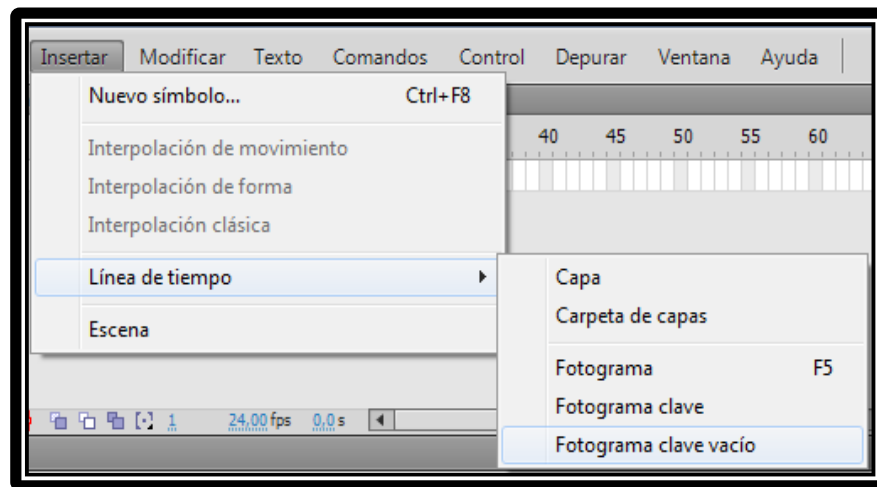 Insertar Modificar Texto Comandos Control Depurar Ventana Ayuda
Nuevo símbolo... Ctrl+F8
40 45 50 55 60
Interpolación de movimiento
Interpolación de forma
Interpolación clásica
Línea de tiempo
Escena
Capa
Carpeta de capas
Fotograma F5
Fotograma clave
Fotograma clave vacío
1 24,00 fps 0,0 s